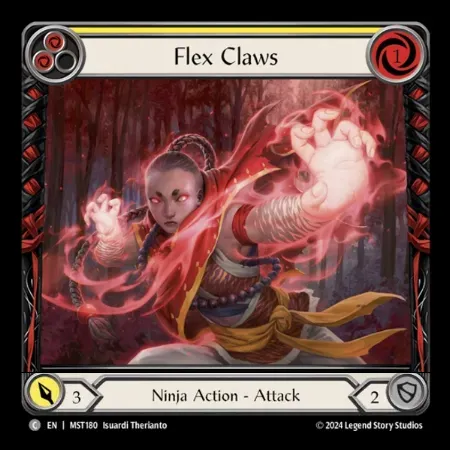 Flex Claws
1
3
Ninja Action - Attack
2
C EN | MST180 Isuardi Therianto
© 2024 Legend Story Studios